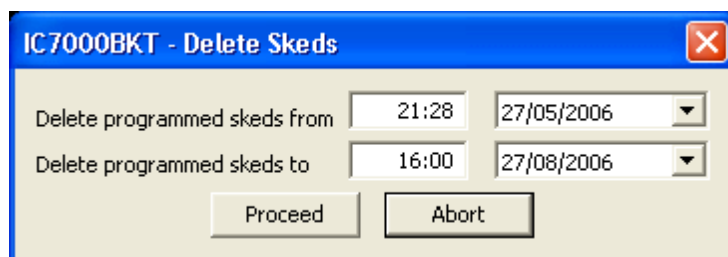 IC7000BKT - Delete Skeds
Delete programmed skeds from 21:28 27/05/2006
Delete programmed skeds to 16:00 27/08/2006
Proceed Abort